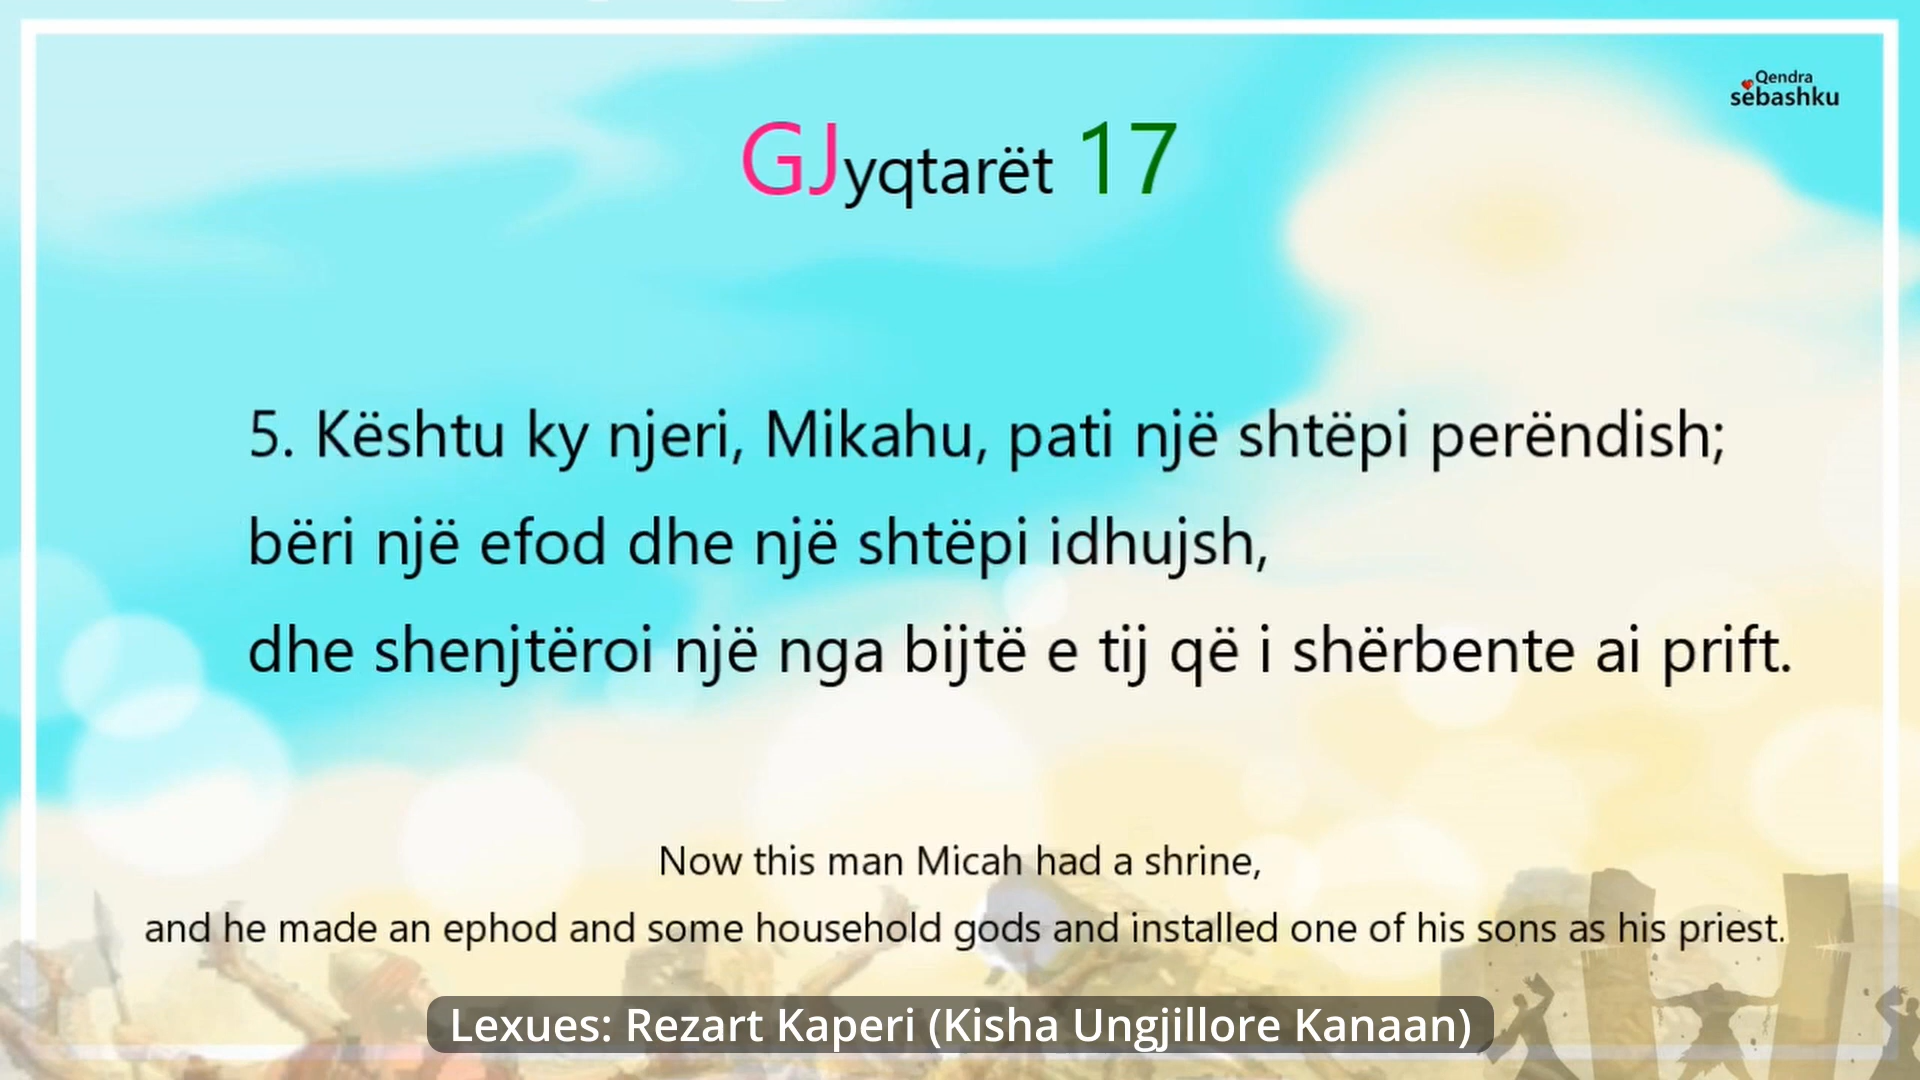 Qendra
sëbashku
GJyqtarët 17
5. Kështu ky njeri, Mikahu, pati një shtëpi perëndish;
bëri një efod dhe një shtëpi idhujsh,
dhe shenjtëroi një nga bijtë e tij që i shërbente ai prift.
Now this man Micah had a shrine,
and he made an ephod and some household gods and installed one of his sons as his priest.
Lexues: Rezart Kaperi (Kisha Ungjillore Kanaan)